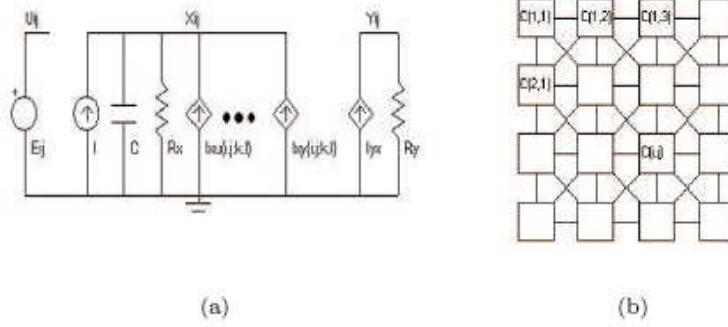 Uij Xij Yij
+
Eij I C Rx Ixu(i,j;k,l) Ixy(i,j;k,l) Iyx Ry
(a)
C(1,1) C(1,2) C(1,3)
C(2,1)
C(i,j)
(b)